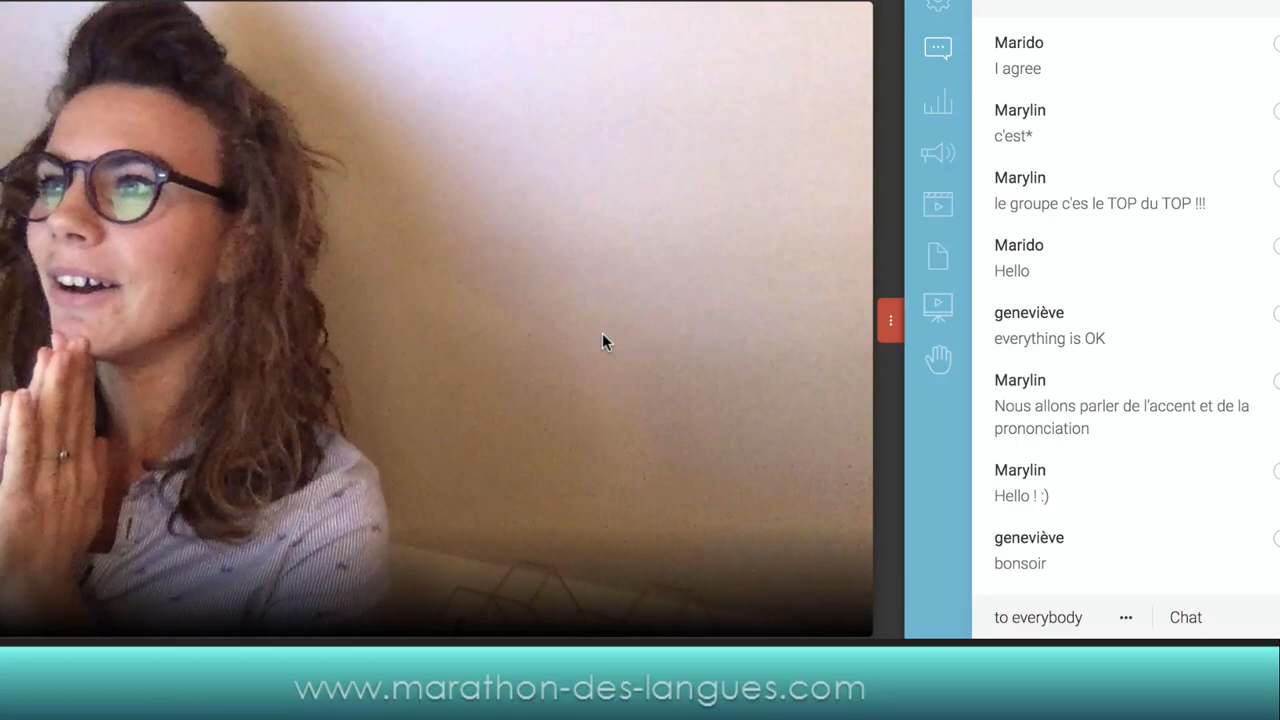 Marido
I agree
Marylin
c'est*
Marylin
le groupe c'es le TOP du TOP !!!
Marido
Hello
geneviève
everything is OK
Marylin
Nous allons parler de l'accent et de la
prononciation
Marylin
Hello ! :)
geneviève
bonsoir
to everybody
Chat
www.marathon-des-langues.com